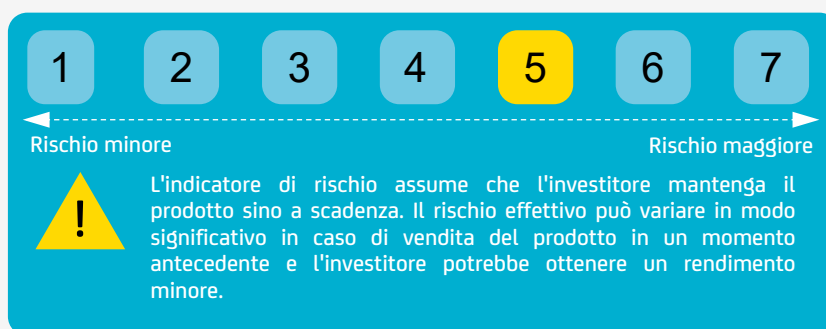 1 2 3 4 5 6 7
Rischio minore Rischio maggiore
!
L'indicatore di rischio assume che l'investitore mantenga il
prodotto sino a scadenza. Il rischio effettivo può variare in modo
significativo in caso di vendita del prodotto in un momento
antecedente e l'investitore potrebbe ottenere un rendimento
minore.